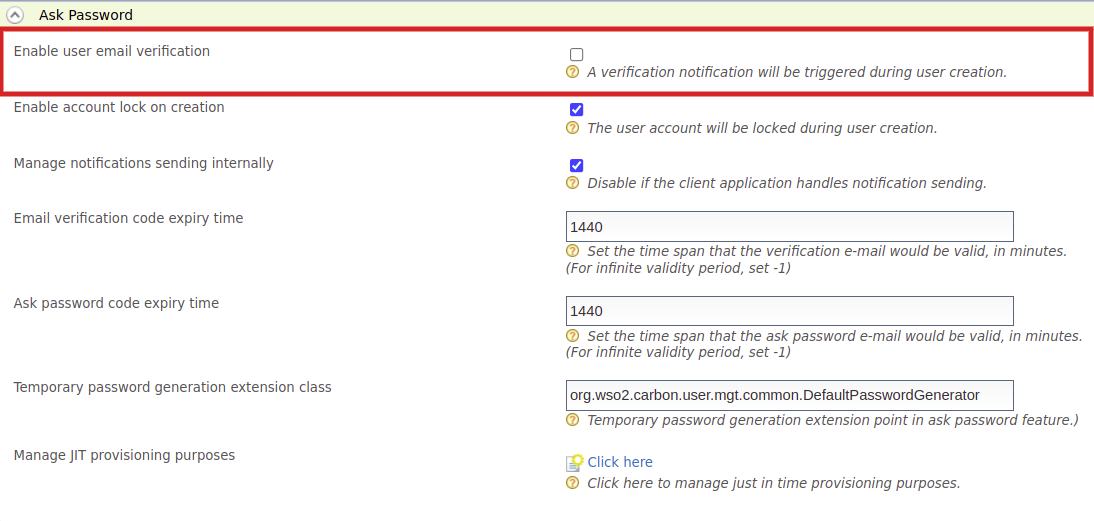 Ask Password
Enable user email verification
A verification notification will be triggered during user creation.
Enable account lock on creation
The user account will be locked during user creation.
Manage notifications sending internally
Disable if the client application handles notification sending.
Email verification code expiry time
1440
Set the time span that the verification e-mail would be valid, in minutes.
(For infinite validity period, set -1)
Ask password code expiry time
1440
Set the time span that the ask password e-mail would be valid, in minutes.
(For infinite validity period, set -1)
Temporary password generation extension class
org.wso2.carbon.user.mgt.common.DefaultPasswordGenerator
Temporary password generation extension point in ask password feature.)
Manage JIT provisioning purposes
Click here
Click here to manage just in time provisioning purposes.